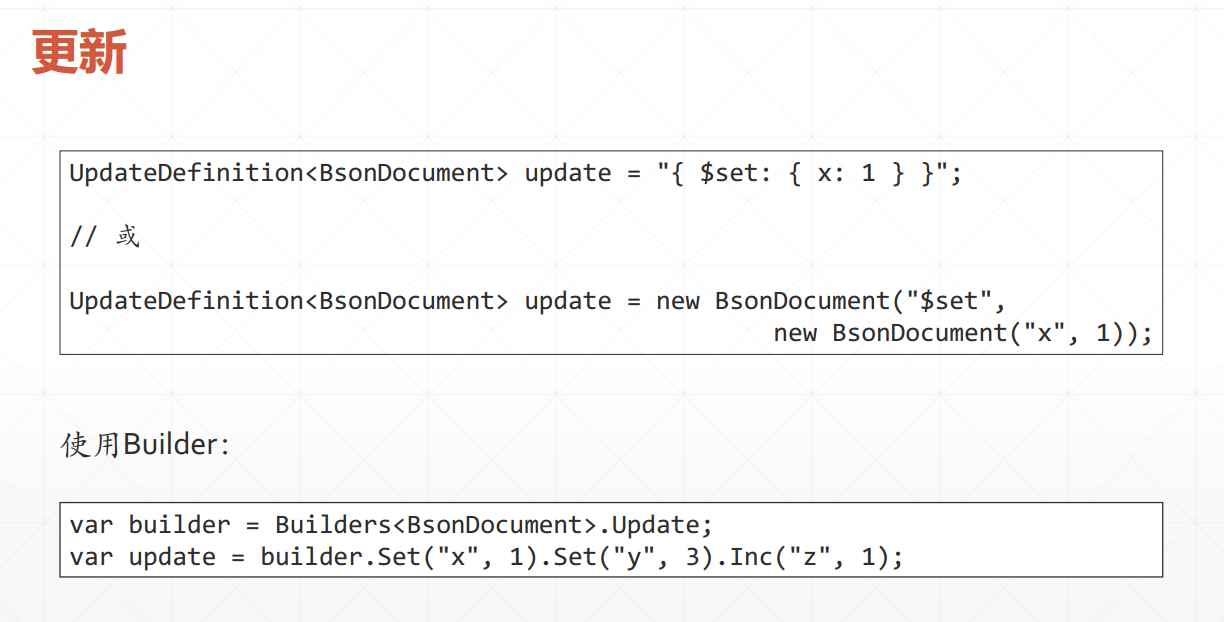 更新
UpdateDefinition<BsonDocument> update = "{ $set: { x: 1 } }";
// 或
UpdateDefinition<BsonDocument> update = new BsonDocument("$set",
new BsonDocument("x", 1));
使用Builder:
var builder = Builders<BsonDocument>.Update;
var update = builder.Set("x", 1).Set("y", 3).Inc("z", 1);